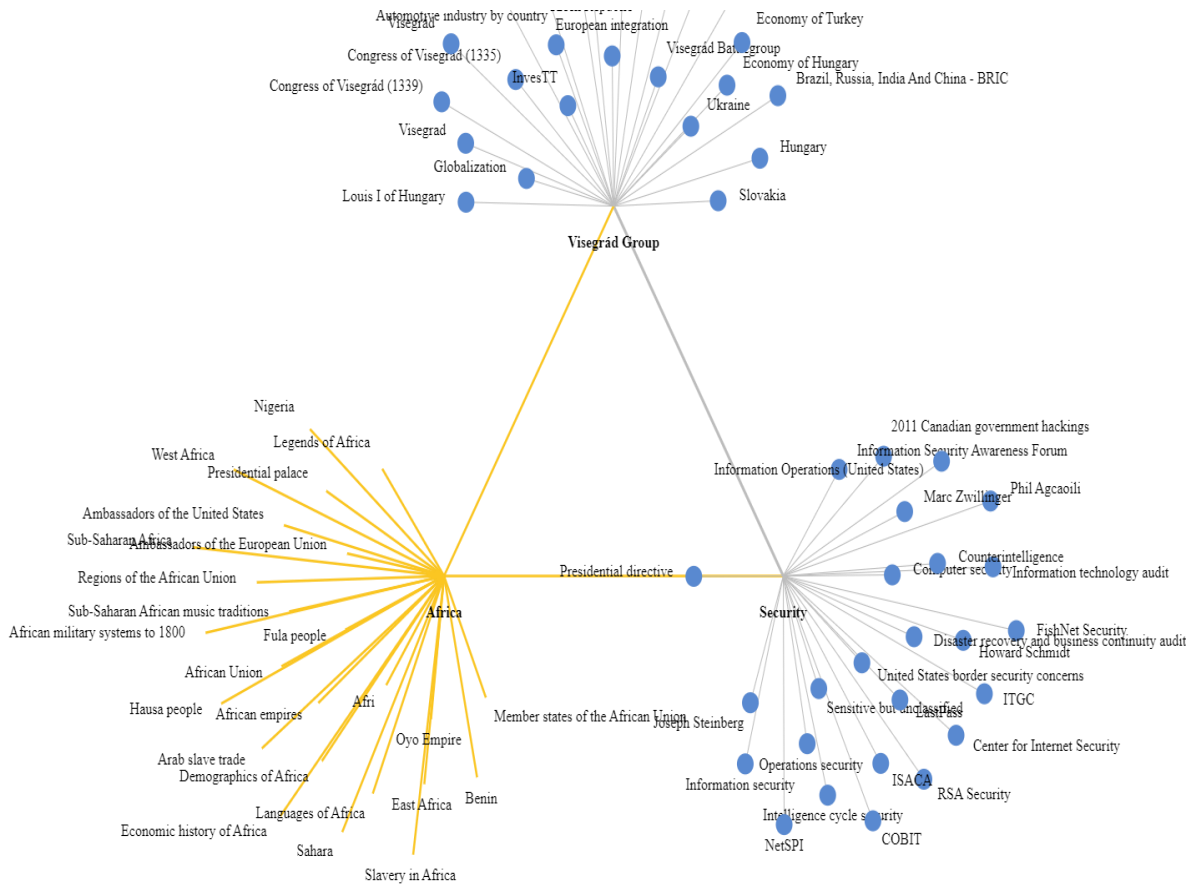 Automotive industry by country
Visegrád
European integration
Economy of Turkey
Congress of Visegrád (1335)
Visegrád Battlegroup
Economy of Hungary
InvesTT
Brazil, Russia, India And China - BRIC
Congress of Visegrád (1339)
Ukraine
Visegrad
Hungary
Globalization
Louis I of Hungary
Slovakia
Visegrád Group
Nigeria
2011 Canadian government hackings
Legends of Africa
Information Security Awareness Forum
West Africa
Presidential palace
Information Operations (United States)
Phil Agcaoili
Marc Zwillinger
Ambassadors of the United States
Sub-Saharan Africa
Ambassadors of the European Union
Counterintelligence
Presidential directive
Computer security
Information technology audit
Regions of the African Union
Sub-Saharan African music traditions
Africa
Security
African military systems to 1800
Fula people
FishNet Security.
Disaster recovery and business continuity audit
Howard Schmidt
African Union
United States border security concerns
Hausa people
African empires
Afri
ITGC
Sensitive but unclassified
LastPass
Member states of the African Union
Joseph Steinberg
Oyo Empire
Center for Internet Security
Arab slave trade
Operations security
Demographics of Africa
ISACA
Information security
RSA Security
Benin
East Africa
Languages of Africa
Intelligence cycle security
Economic history of Africa
COBIT
NetSPI
Sahara
Slavery in Africa